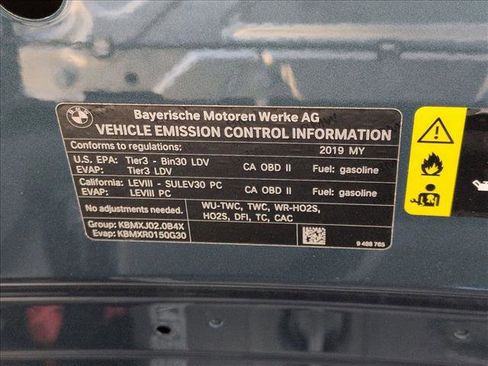 BMW
Bayerische Motoren Werke AG
VEHICLE EMISSION CONTROL INFORMATION
Conforms to regulations: 2019 MY
U.S. EPA: Tier3 - Bin30 LDV CA OBD II Fuel: gasoline
EVAP: Tier3 LDV
California: LEVIII - SULEV30 PC CA OBD II Fuel: gasoline
EVAP: LEVIII PC
No adjustments needed. WU-TWC, TWC, WR-HO2S,
HO2S, DFI, TC, CAC
Group: KBMXJ02.0B4X
Evap: KBMXR0150G30
9 488 765